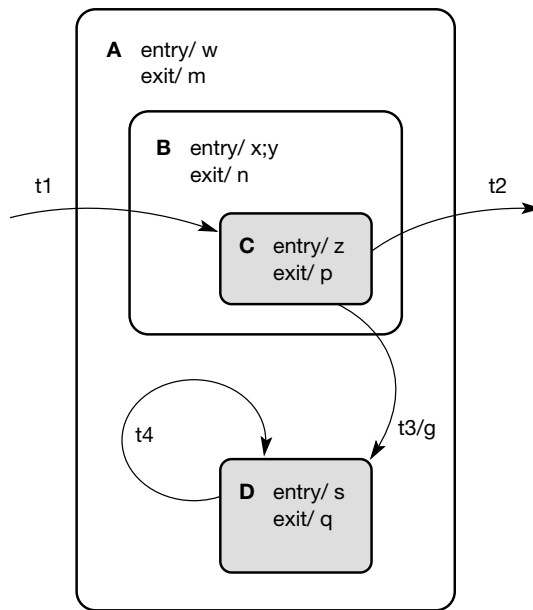 A entry/ w
exit/ m
B entry/ x;y
exit/ n
t1
t2
C entry/ z
exit/ p
t3/g
t4
D entry/ s
exit/ q